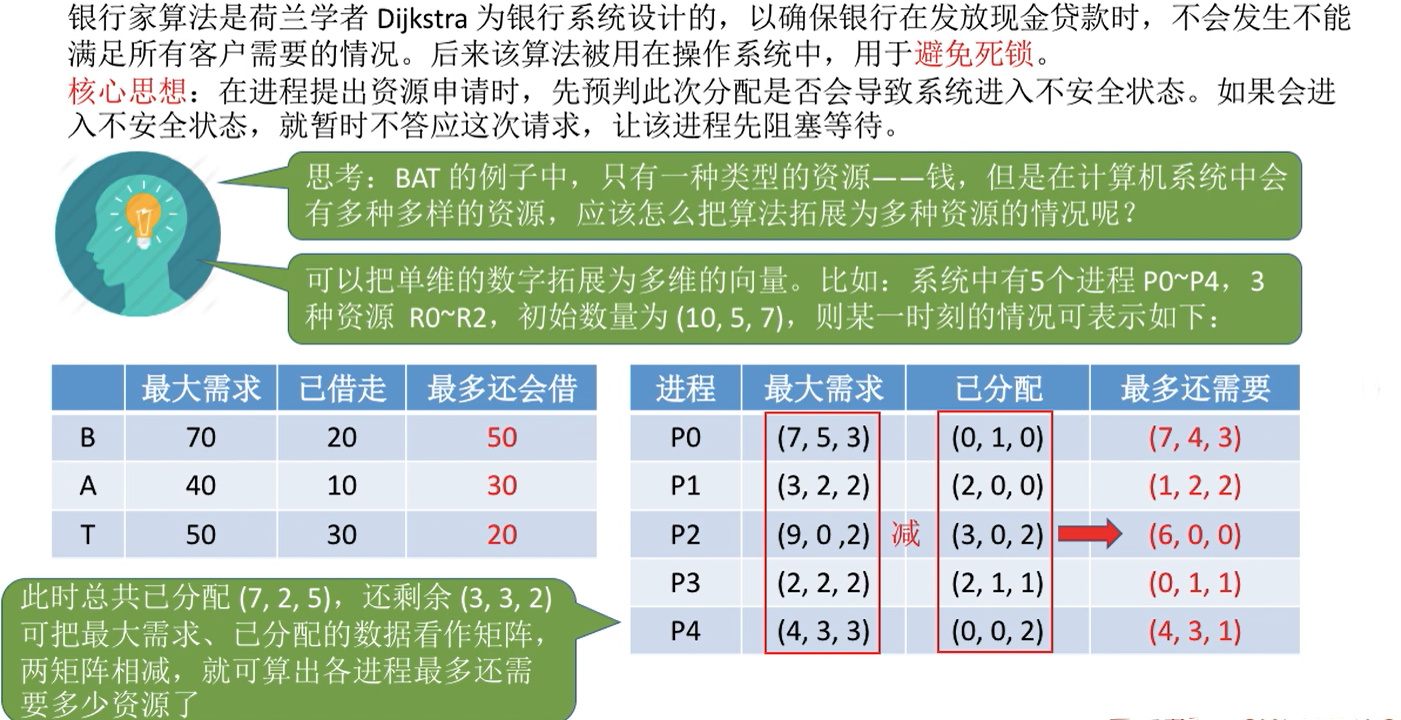 银行家算法是荷兰学者 Dijkstra 为银行系统设计的，以确保银行在发放现金贷款时，不会发生不能
满足所有客户需要的情况。后来该算法被用在操作系统中，用于避免死锁。
核心思想：在进程提出资源申请时，先预判此次分配是否会导致系统进入不安全状态。如果会进
入不安全状态，就暂时不答应这次请求，让该进程先阻塞等待。
思考：BAT 的例子中，只有一种类型的资源——钱，但是在计算机系统中会
有多种多样的资源，应该怎么把算法拓展为多种资源的情况呢？
可以把单维的数字拓展为多维的向量。比如：系统中有5个进程 P0~P4，3
种资源 R0~R2，初始数量为 (10, 5, 7)，则某一时刻的情况可表示如下：
最大需求 已借走 最多还会借
B 70 20 50
A 40 10 30
T 50 30 20
进程 最大需求 已分配 最多还需要
P0 (7, 5, 3) (0, 1, 0) (7, 4, 3)
P1 (3, 2, 2) (2, 0, 0) (1, 2, 2)
P2 (9, 0 ,2) 减 (3, 0, 2) (6, 0, 0)
P3 (2, 2, 2) (2, 1, 1) (0, 1, 1)
P4 (4, 3, 3) (0, 0, 2) (4, 3, 1)
此时总共已分配 (7, 2, 5)，还剩余 (3, 3, 2)
可把最大需求、已分配的数据看作矩阵，
两矩阵相减，就可算出各进程最多还需
要多少资源了